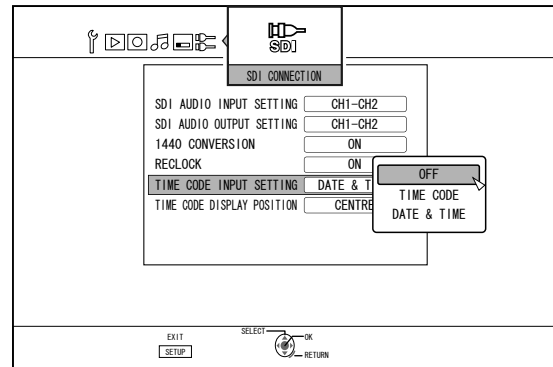 SDI
SDI CONNECTION
SDI AUDIO INPUT SETTING CH1-CH2
SDI AUDIO OUTPUT SETTING CH1-CH2
1440 CONVERSION ON
RECLOCK ON
TIME CODE INPUT SETTING DATE & T
TIME CODE DISPLAY POSITION CENTRE
OFF
TIME CODE
DATE & TIME
EXIT
SETUP
SELECT
OK
RETURN